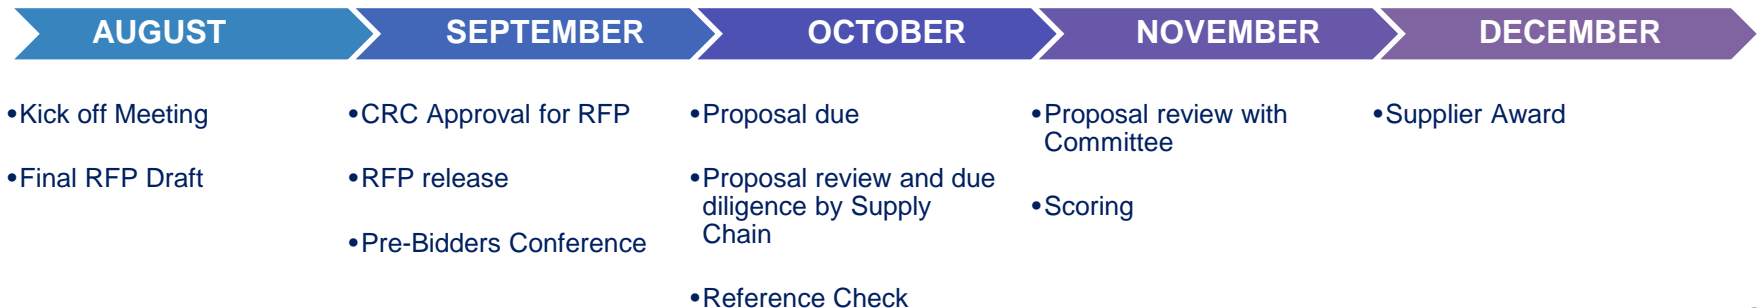 AUGUST
SEPTEMBER
OCTOBER
NOVEMBER
DECEMBER
•Kick off Meeting
•Final RFP Draft
•CRC Approval for RFP
•RFP release
•Pre-Bidders Conference
•Proposal due
•Proposal review and due
diligence by Supply
Chain
•Reference Check
•Proposal review with
Committee
•Scoring
•Supplier Award